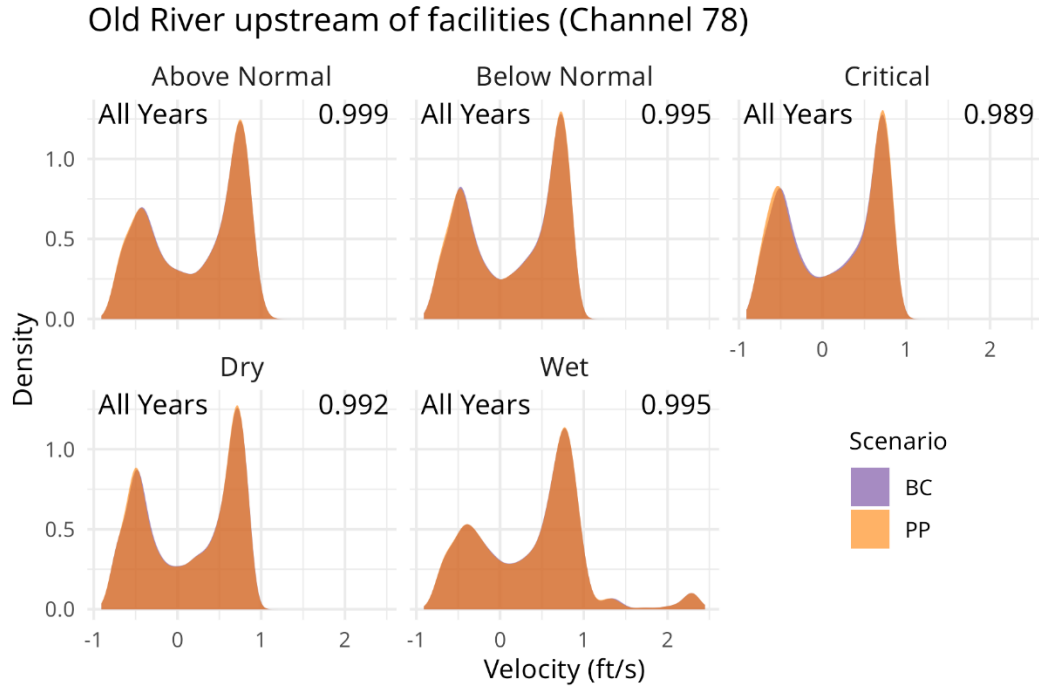 Old River upstream of facilities (Channel 78)
Above Normal Below Normal Critical
All Years 0.999 All Years 0.995 All Years 0.989
1.0
0.5
0.0
-1 0 1 2
Density
Dry Wet
All Years 0.992 All Years 0.995
1.0
0.5
0.0
-1 0 1 2 -1 0 1 2
Velocity (ft/s)
Scenario
BC
PP